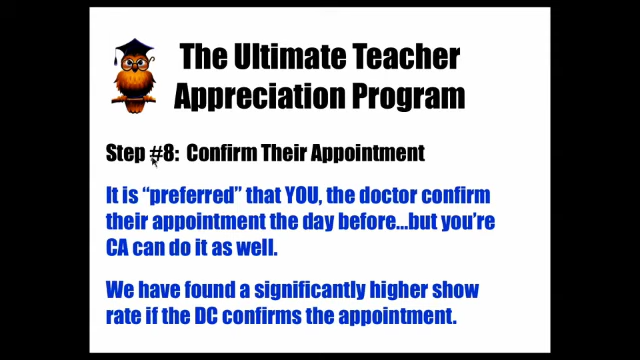 The Ultimate Teacher
Appreciation Program
Step #8: Confirm Their Appointment
It is “preferred” that YOU, the doctor confirm
their appointment the day before...but you’re
CA can do it as well.
We have found a significantly higher show
rate if the DC confirms the appointment.